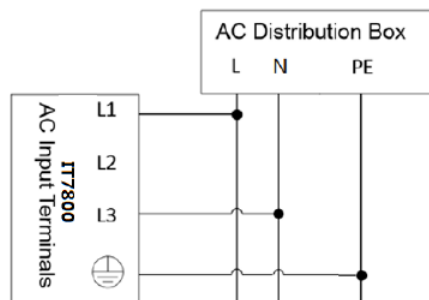 AC Distribution Box
L N PE
L1
L2
L3
IT7800
AC Input Terminals